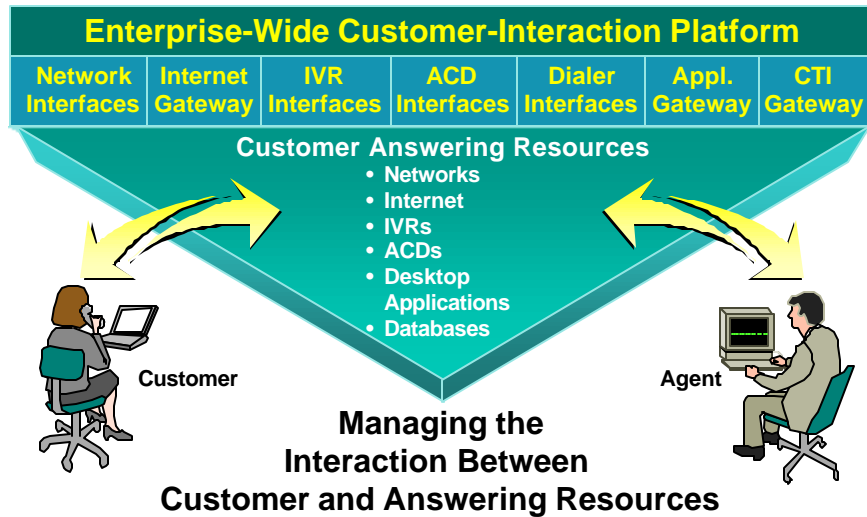 Enterprise-Wide Customer-Interaction Platform
Network Interfaces
Internet Gateway
IVR Interfaces
ACD Interfaces
Dialer Interfaces
Appl. Gateway
CTI Gateway
Customer Answering Resources
• Networks
• Internet
• IVRs
• ACDs
• Desktop
Applications
• Databases
Customer
Agent
Managing the
Interaction Between
Customer and Answering Resources